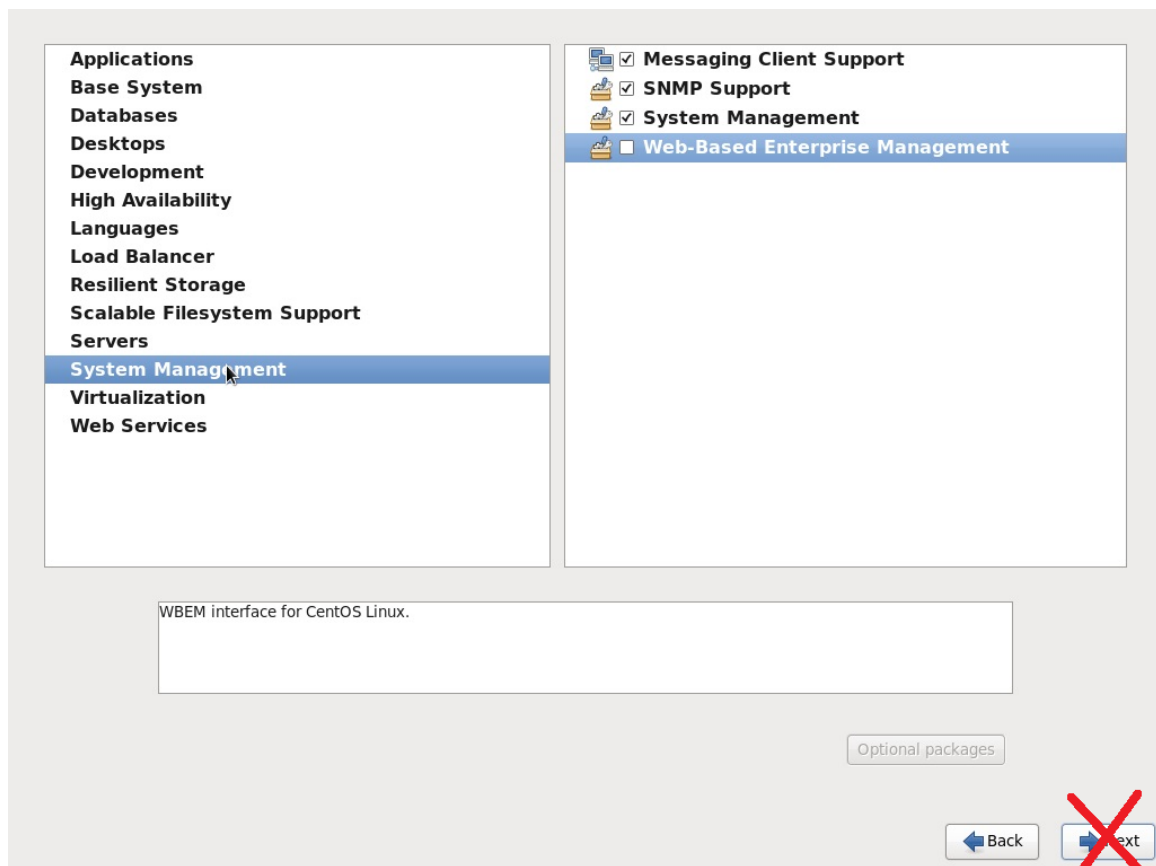 Applications
Base System
Databases
Desktops
Development
High Availability
Languages
Load Balancer
Resilient Storage
Scalable Filesystem Support
Servers
System Management
Virtualization
Web Services
Messaging Client Support
SNMP Support
System Management
Web-Based Enterprise Management
WBEM interface for CentOS Linux.
Optional packages
Back